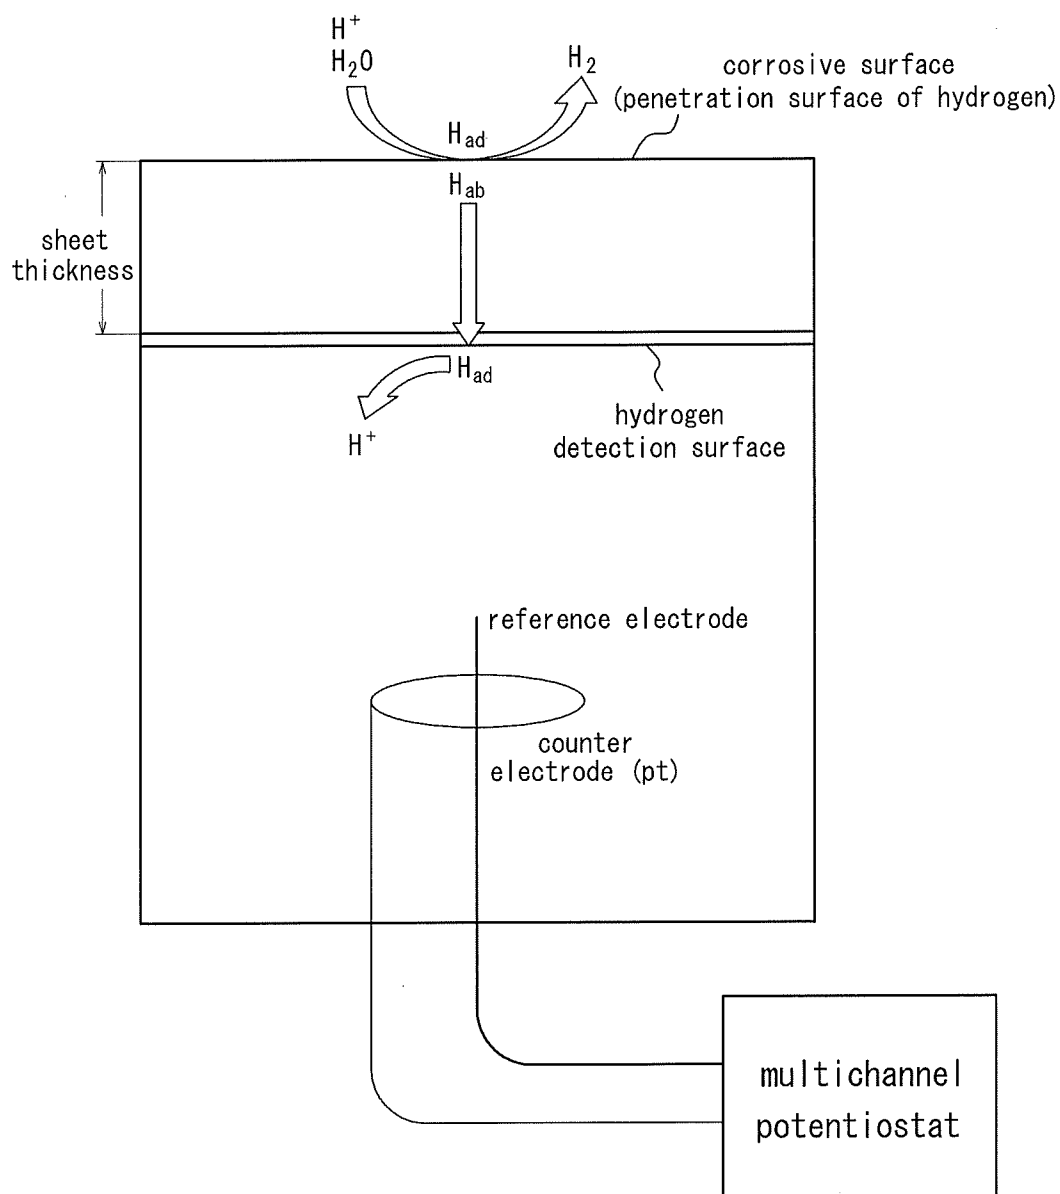 H⁺
H₂O
H₂
corrosive surface
(penetration surface of hydrogen)
Had
Hab
sheet
thickness
Had
H⁺
hydrogen
detection surface
reference electrode
counter
electrode (pt)
multichannel
potentiostat